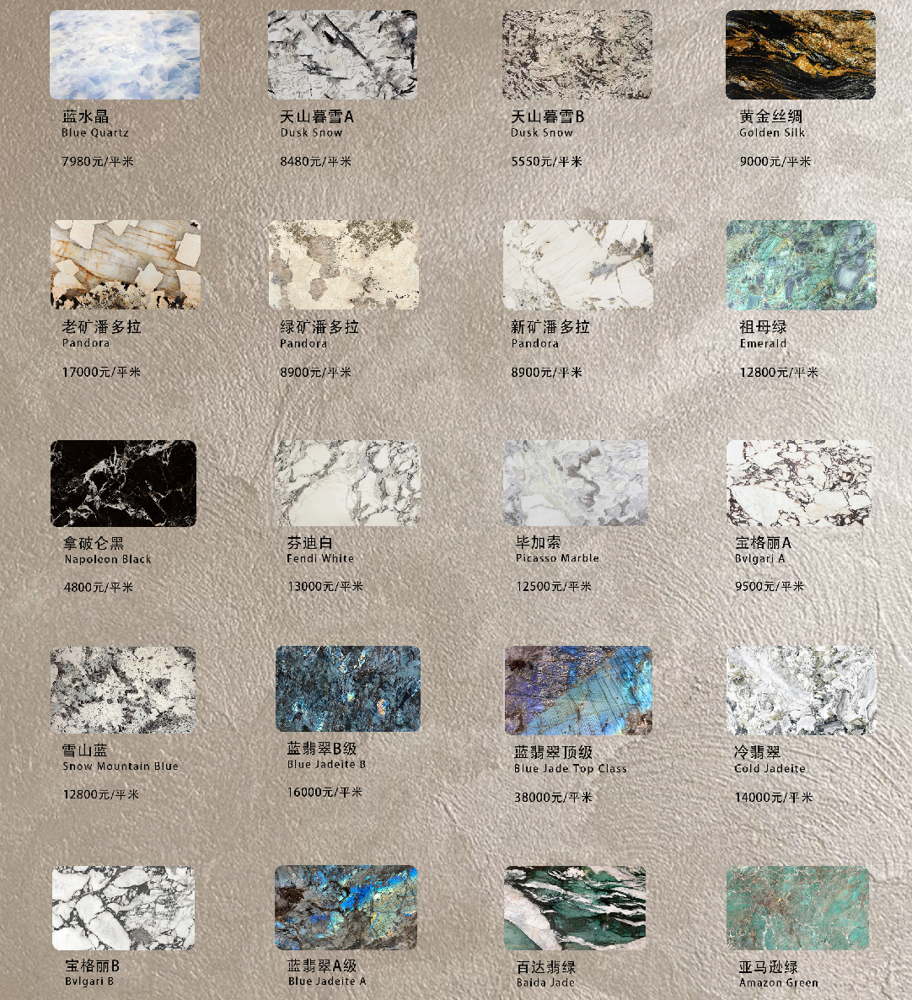 蓝水晶
Blue Quartz
7980元/平米
天山暮雪A
Dusk Snow
8480元/平米
天山暮雪B
Dusk Snow
5550元/平米
黄金丝绸
Golden Silk
9000元/平米
老矿潘多拉
Pandora
17000元/平米
绿矿潘多拉
Pandora
8900元/平米
新矿潘多拉
Pandora
8900元/平米
祖母绿
Emerald
12800元/平米
拿破仑黑
Napoleon Black
4800元/平米
芬迪白
Fendi White
13000元/平米
毕加索
Picasso Marble
12500元/平米
宝格丽A
Bvlgari A
9500元/平米
雪山蓝
Snow Mountain Blue
12800元/平米
蓝翡翠B级
Blue Jadeite B
16000元/平米
蓝翡翠顶级
Blue Jade Top Class
38000元/平米
冷翡翠
Cold Jadeite
14000元/平米
宝格丽B
Bvlgari B
蓝翡翠A级
Blue Jadeite A
百达翡绿
Baida Jade
亚马逊绿
Amazon Green